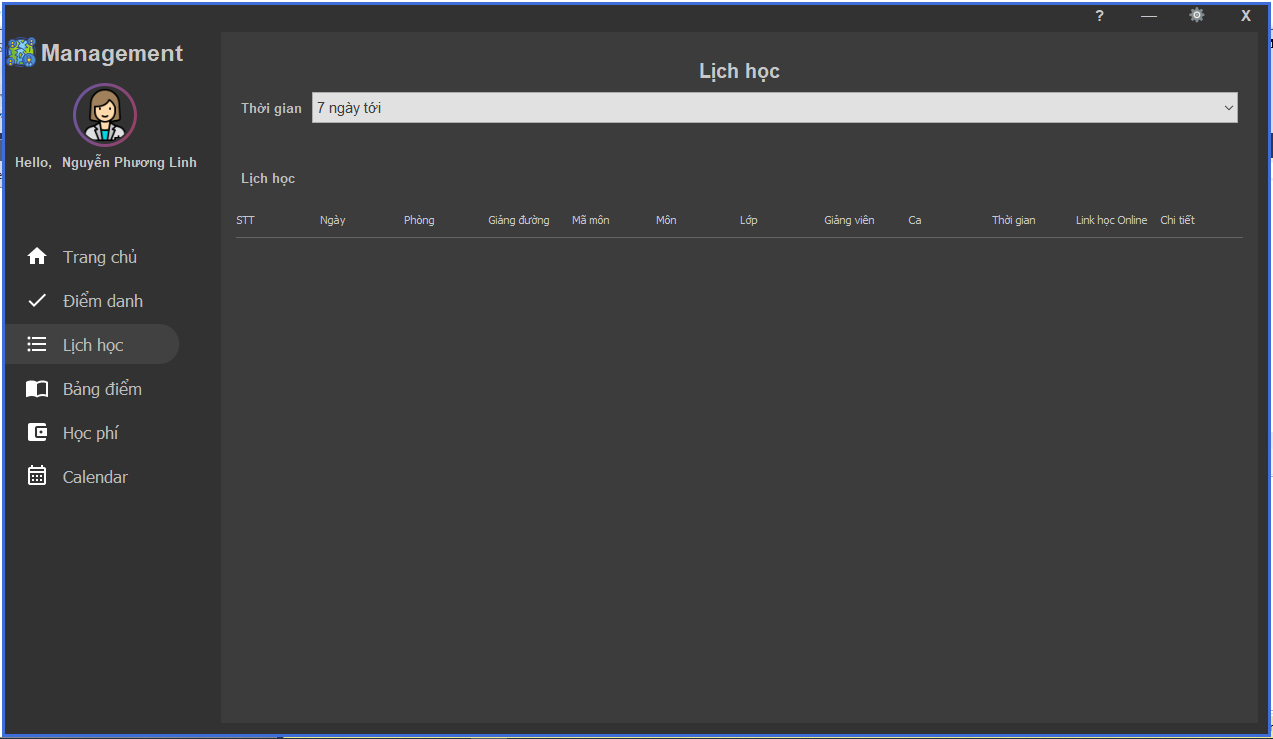 ? — X
Management
Hello, Nguyễn Phương Linh
Trang chủ
Điểm danh
Lịch học
Bảng điểm
Học phí
Calendar
Lịch học
Thời gian 7 ngày tới
Lịch học
STT Ngày Phòng Giảng đường Mã môn Môn Lớp Giảng viên Ca Thời gian Link học Online Chi tiết